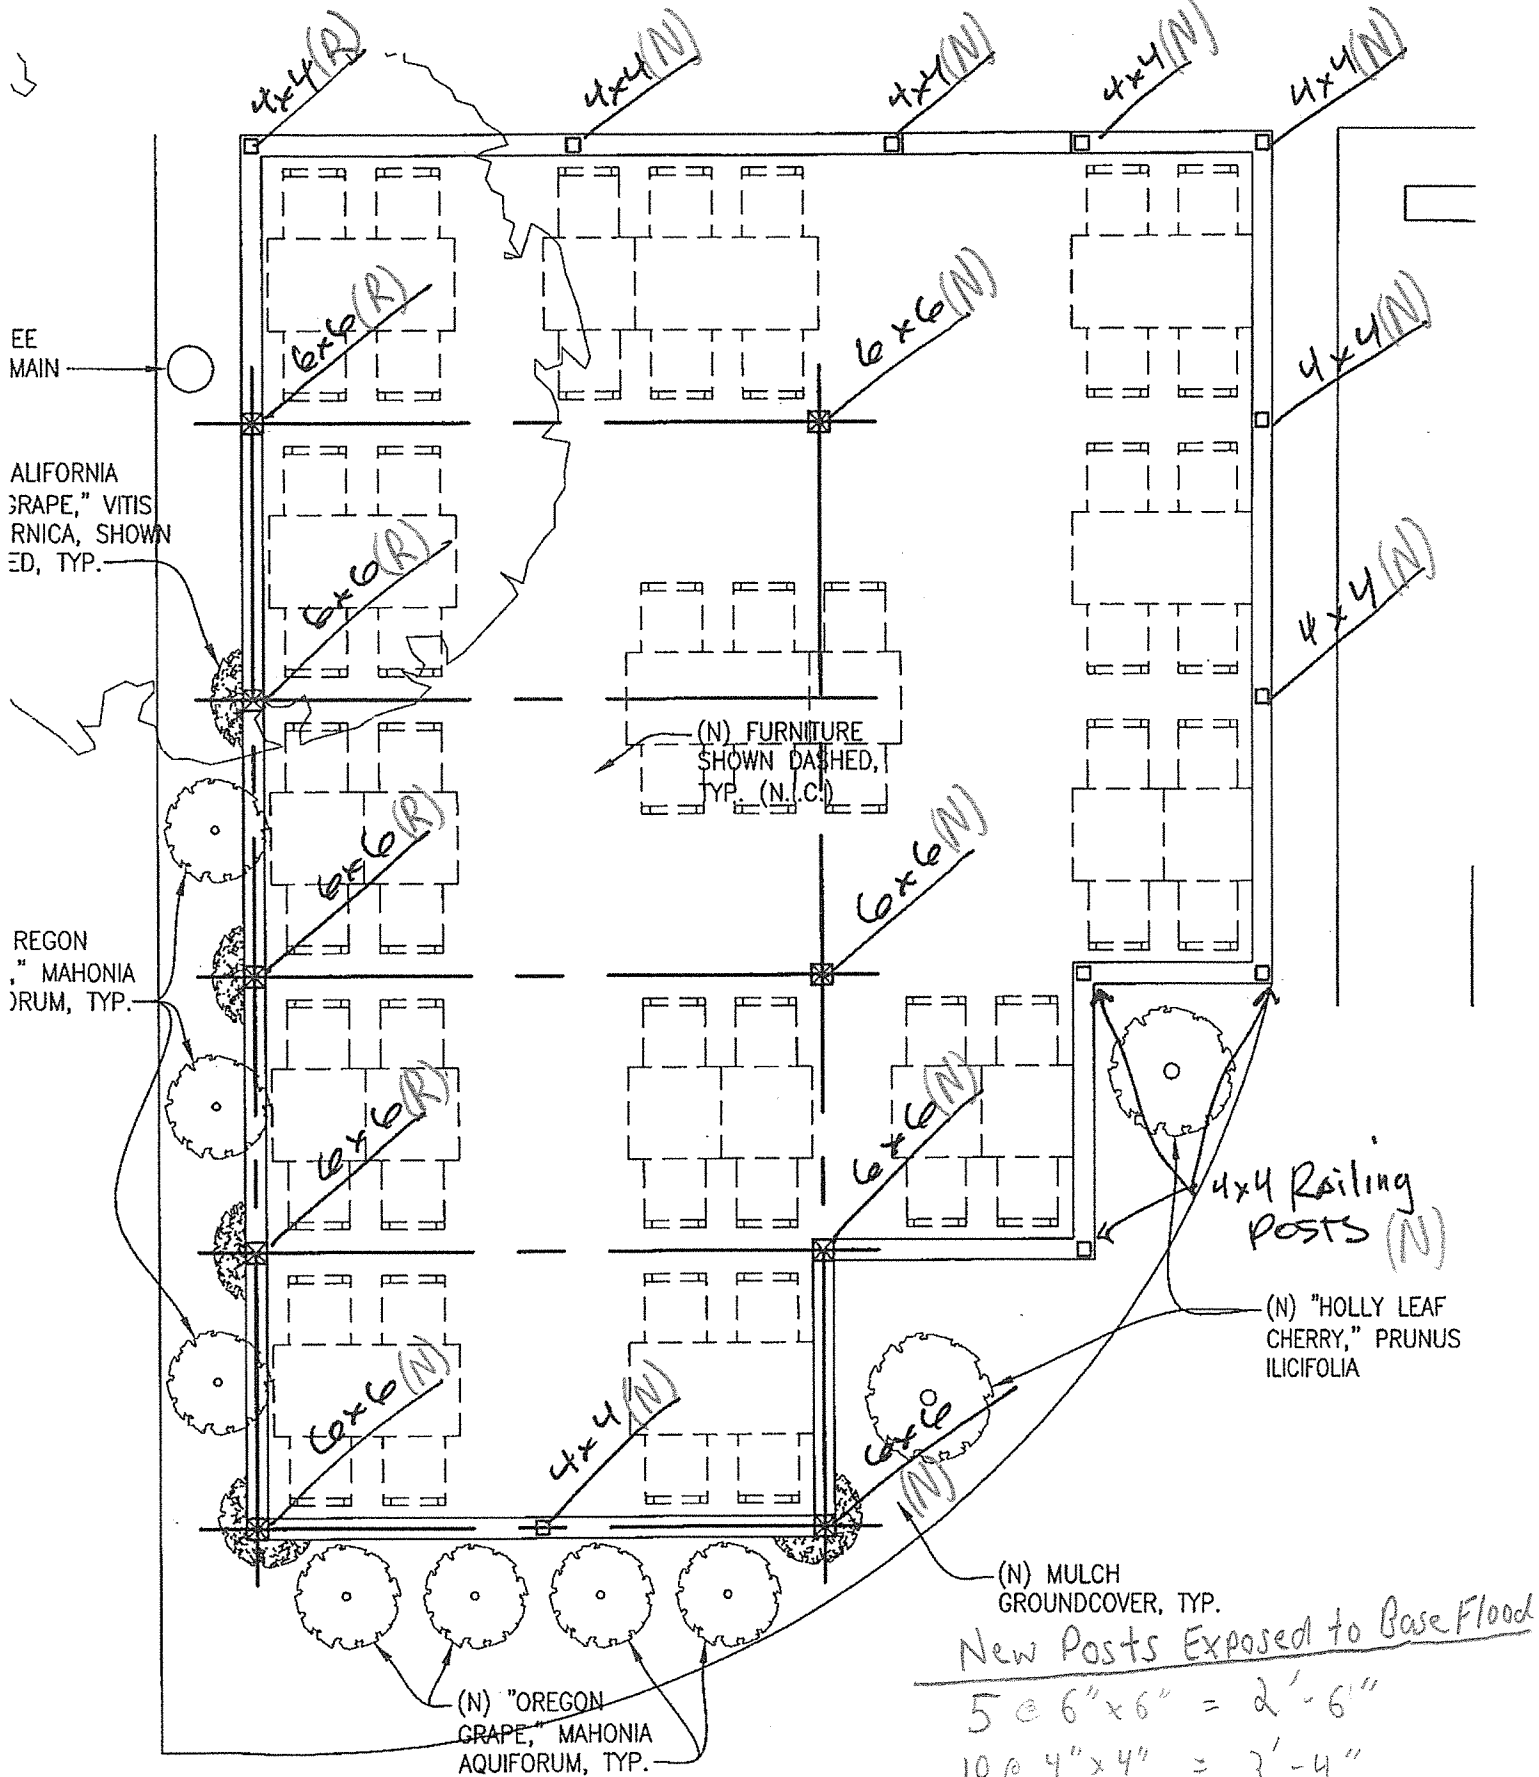 4x4 (R)
4x4 (N)
4x4 (N)
4x4 (N)
4x4 (N)
6x6 (R)
6x6 (N)
4x4 (N)
EE
MAIN
ALIFORNIA
GRAPE," VITIS
RNICA, SHOWN
ED, TYP.
6x6 (R)
4x4 (N)
(N) FURNITURE
SHOWN DASHED,
TYP. (N.I.C.)
6x6 (R)
6x6 (N)
REGON
," MAHONIA
ORUM, TYP.
6x6 (R)
6x6 (N)
4x4 Railing
Posts (N)
(N) "HOLLY LEAF
CHERRY," PRUNUS
ILICIFOLIA
6x6 (N)
4x4 (N)
6x6
(N)
(N) MULCH
GROUNDCOVER, TYP.
New Posts Exposed to Base Flood
5 @ 6" x 6" = 2'-6"
10 @ 4" x 4" = 3'-4"
(N) "OREGON
GRAPE," MAHONIA
AQUIFORUM, TYP.